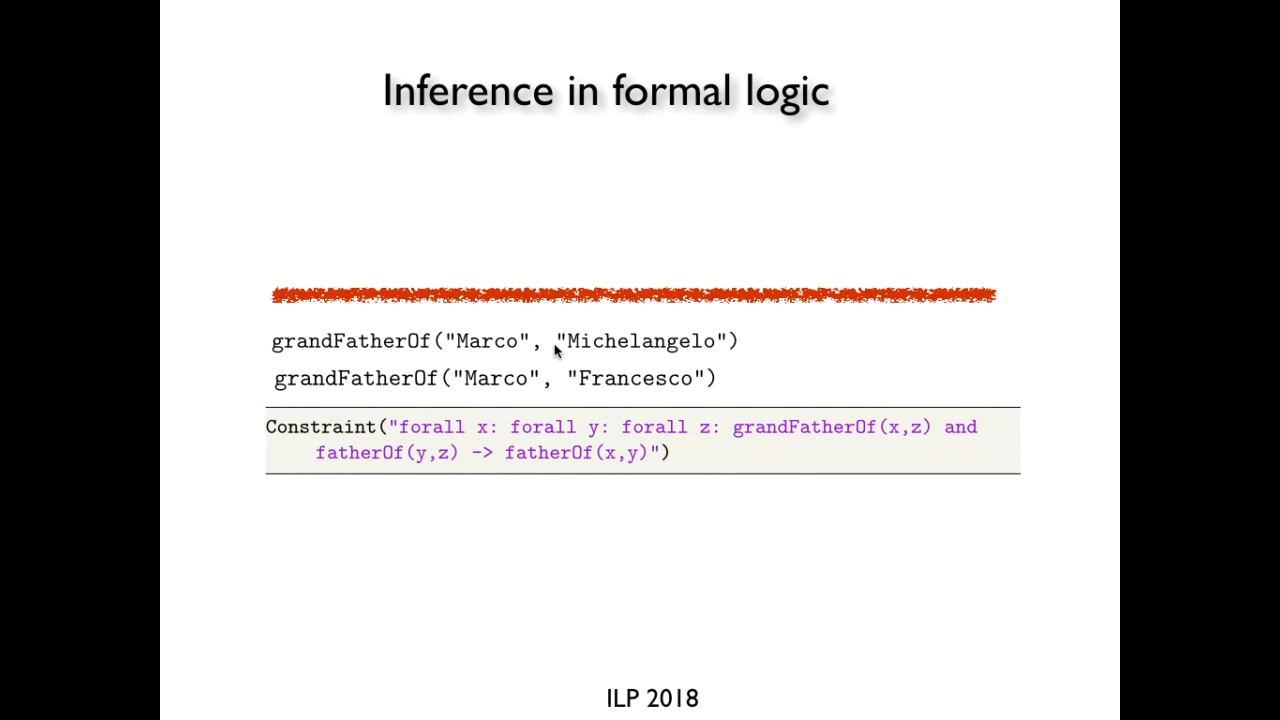 Inference in formal logic
grandFatherOf("Marco", "Michelangelo")
grandFatherOf("Marco", "Francesco")
Constraint("forall x: forall y: forall z: grandFatherOf(x,z) and
fatherOf(y,z) -> fatherOf(x,y)")
ILP 2018